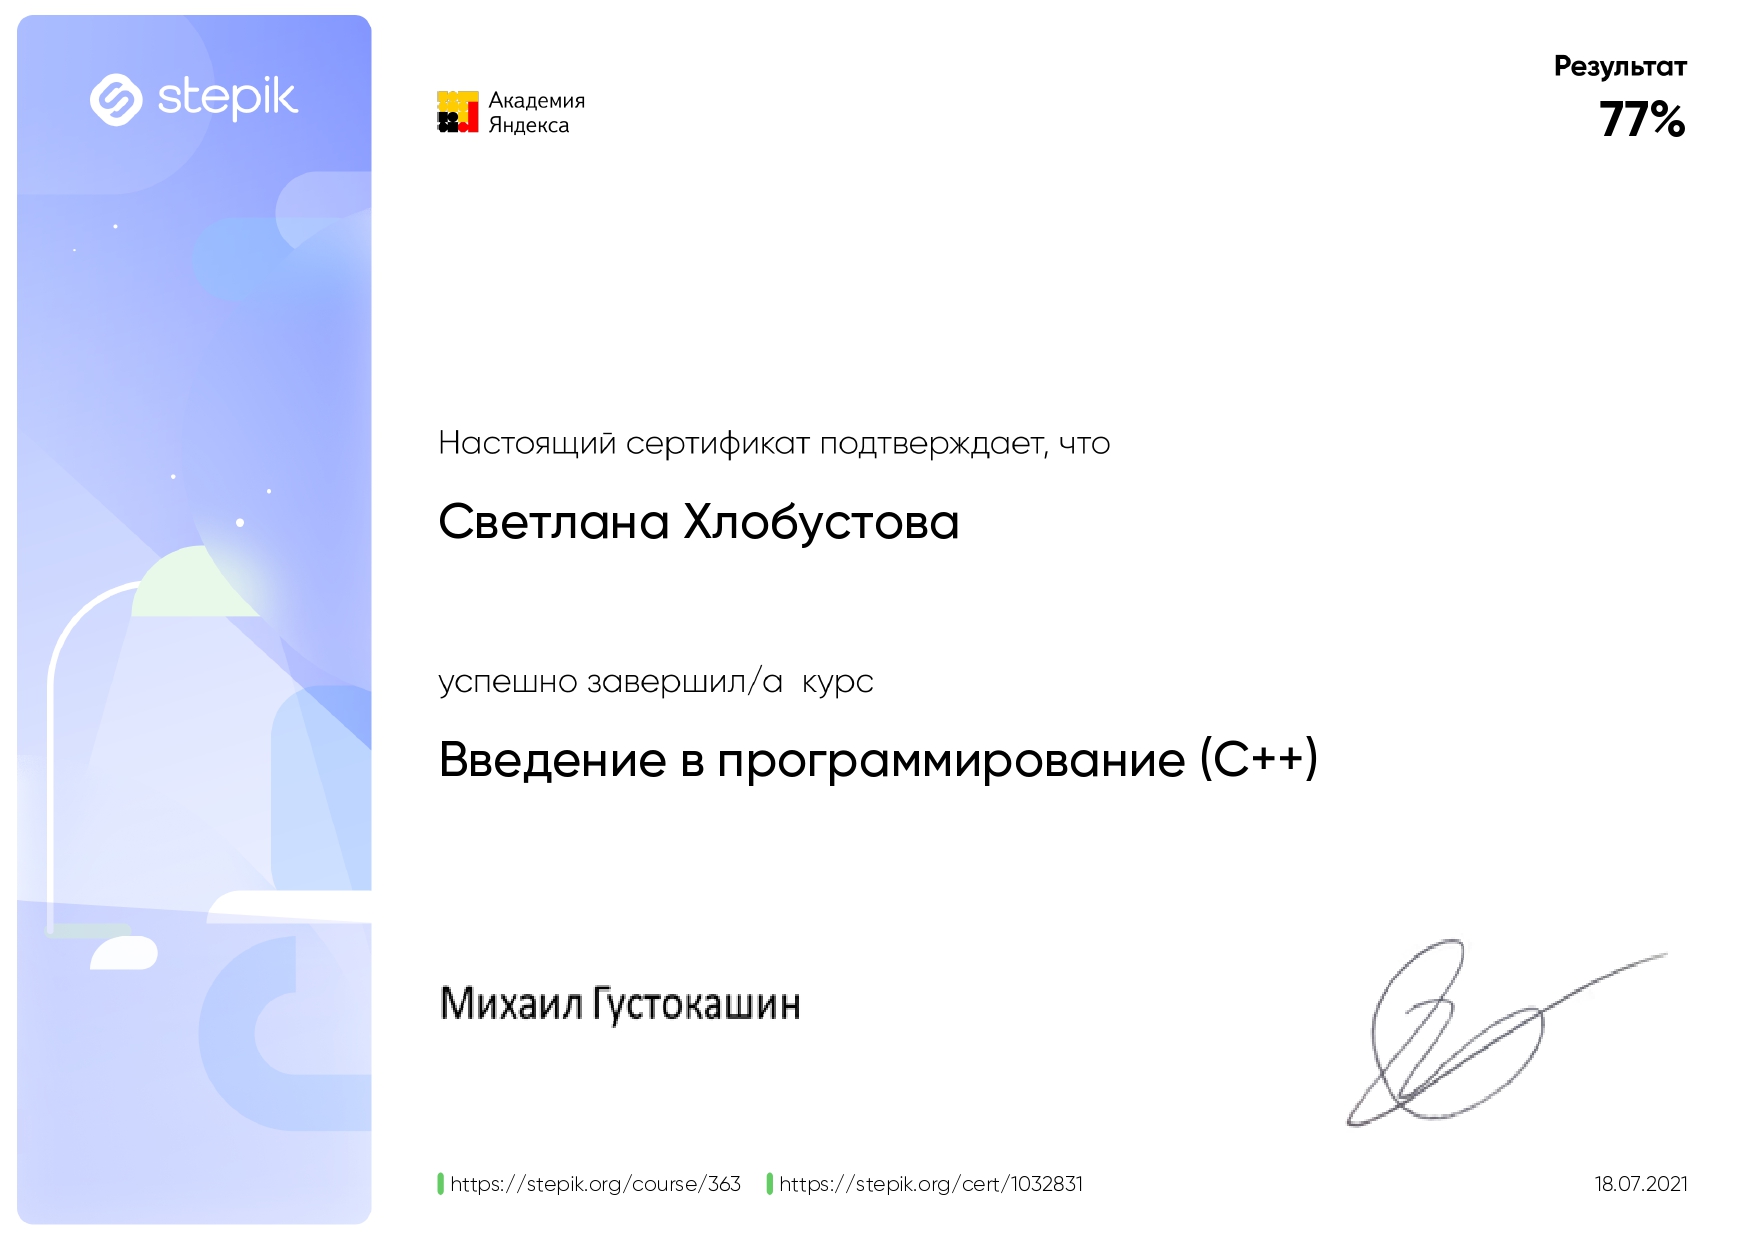 stepik
Академия
Яндекса
Результат
77%
Настоящий сертификат подтверждает, что
Светлана Хлобустова
успешно завершил/а курс
Введение в программирование (C++)
Михаил Густокашин
https://stepik.org/course/363 https://stepik.org/cert/1032831
18.07.2021